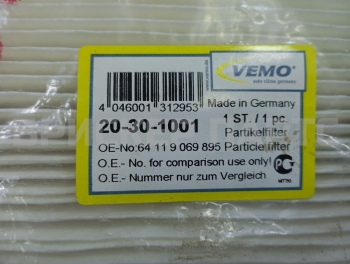 VEMO
4 046001 312953
Made in Germany
20-30-1001
1 ST. / 1 pc.
Partikelfilter
OE-No:64 11 9 069 895 Particle filter
O.E.- No. for comparison use only!
O.E.- Nummer nur zum Vergleich